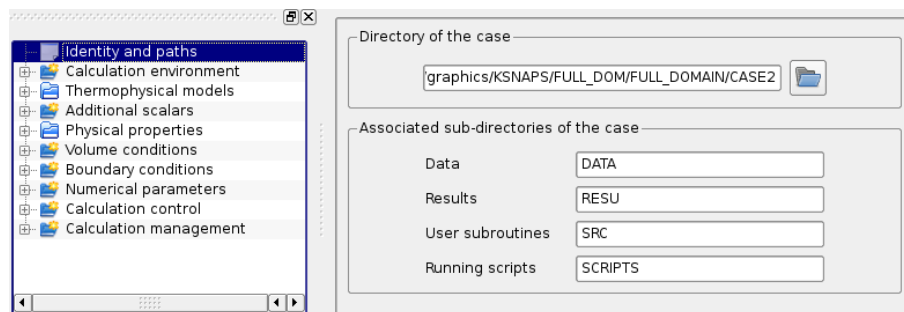 Identity and paths
Calculation environment
Thermophysical models
Additional scalars
Physical properties
Volume conditions
Boundary conditions
Numerical parameters
Calculation control
Calculation management
Directory of the case
/graphics/KSNAPS/FULL_DOM/FULL_DOMAIN/CASE2
Associated sub-directories of the case
Data DATA
Results RESU
User subroutines SRC
Running scripts SCRIPTS